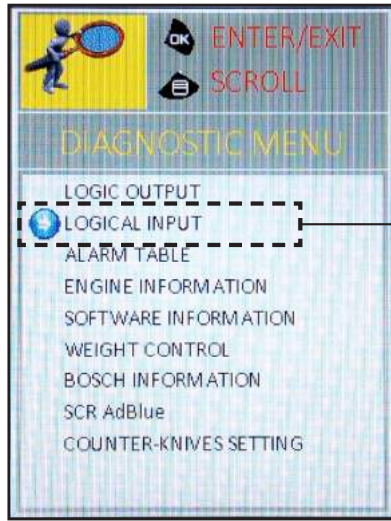 OK ENTER/EXIT
SCROLL
DIAGNOSTIC MENU
LOGIC OUTPUT
LOGICAL INPUT
ALARM TABLE
ENGINE INFORMATION
SOFTWARE INFORMATION
WEIGHT CONTROL
BOSCH INFORMATION
SCR AdBlue
COUNTER-KNIVES SETTING